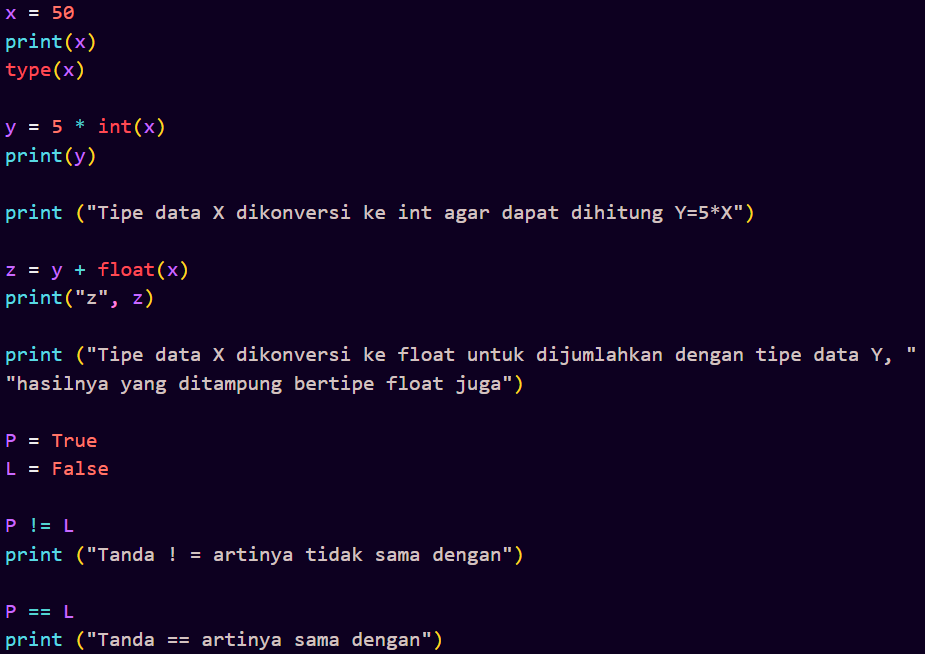 x = 50
print(x)
type(x)
y = 5 * int(x)
print(y)
print ("Tipe data X dikonversi ke int agar dapat dihitung Y=5*X")
z = y + float(x)
print("z", z)
print ("Tipe data X dikonversi ke float untuk dijumlahkan dengan tipe data Y, "
"hasilnya yang ditampung bertipe float juga")
P = True
L = False
P != L
print ("Tanda ! = artinya tidak sama dengan")
P == L
print ("Tanda == artinya sama dengan")